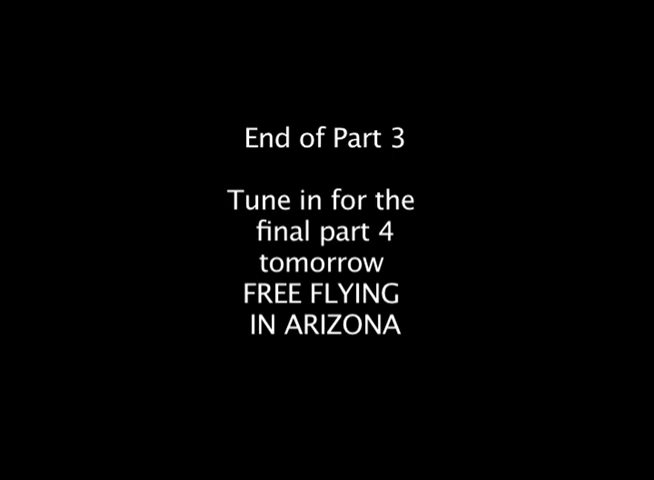 End of Part 3
Tune in for the
final part 4
tomorrow
FREE FLYING
IN ARIZONA